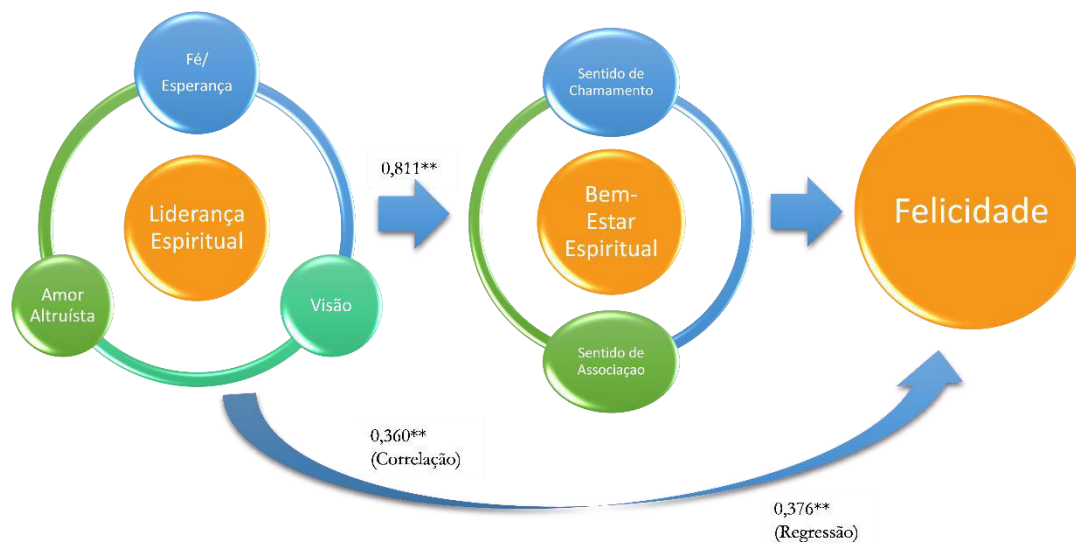 Fé/
Esperança
Liderança
Espiritual
Amor
Altruísta
Visão
0,811**
Sentido de
Chamamento
Bem-
Estar
Espiritual
Sentido de
Associaçao
Felicidade
0,360**
(Correlação)
0,376**
(Regressão)